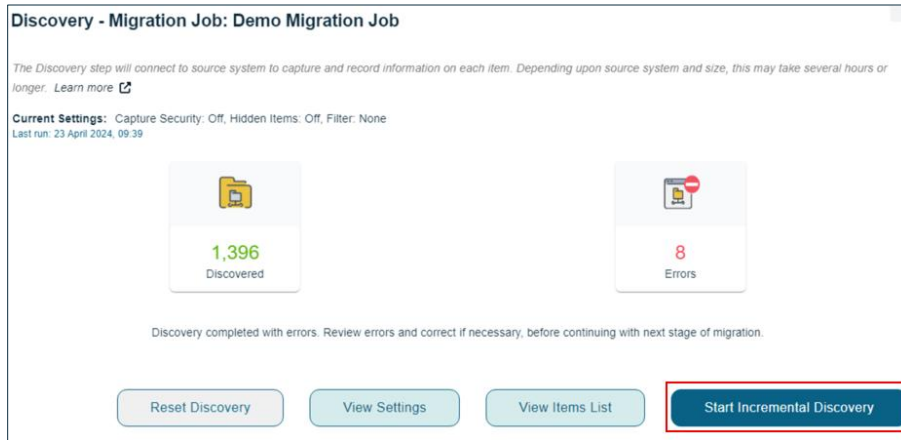 Discovery - Migration Job: Demo Migration Job
The Discovery step will connect to source system to capture and record information on each item. Depending upon source system and size, this may take several hours or
longer. Learn more
Current Settings: Capture Security: Off, Hidden Items: Off, Filter: None
Last run: 23 April 2024, 09:39
1,396
Discovered
8
Errors
Discovery completed with errors. Review errors and correct if necessary, before continuing with next stage of migration.
Reset Discovery
View Settings
View Items List
Start Incremental Discovery